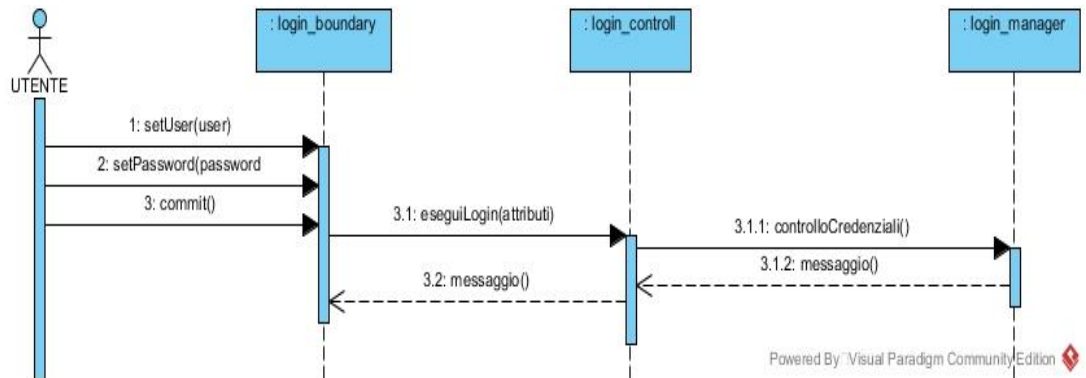 : login_boundary
: login_controll
: login_manager
UTENTE
1: setUser(user)
2: setPassword(password
3: commit()
3.1: eseguiLogin(attributi)
3.1.1: controlloCredenziali()
3.1.2: messaggio()
3.2: messaggio()
Powered By Visual Paradigm Community Edition